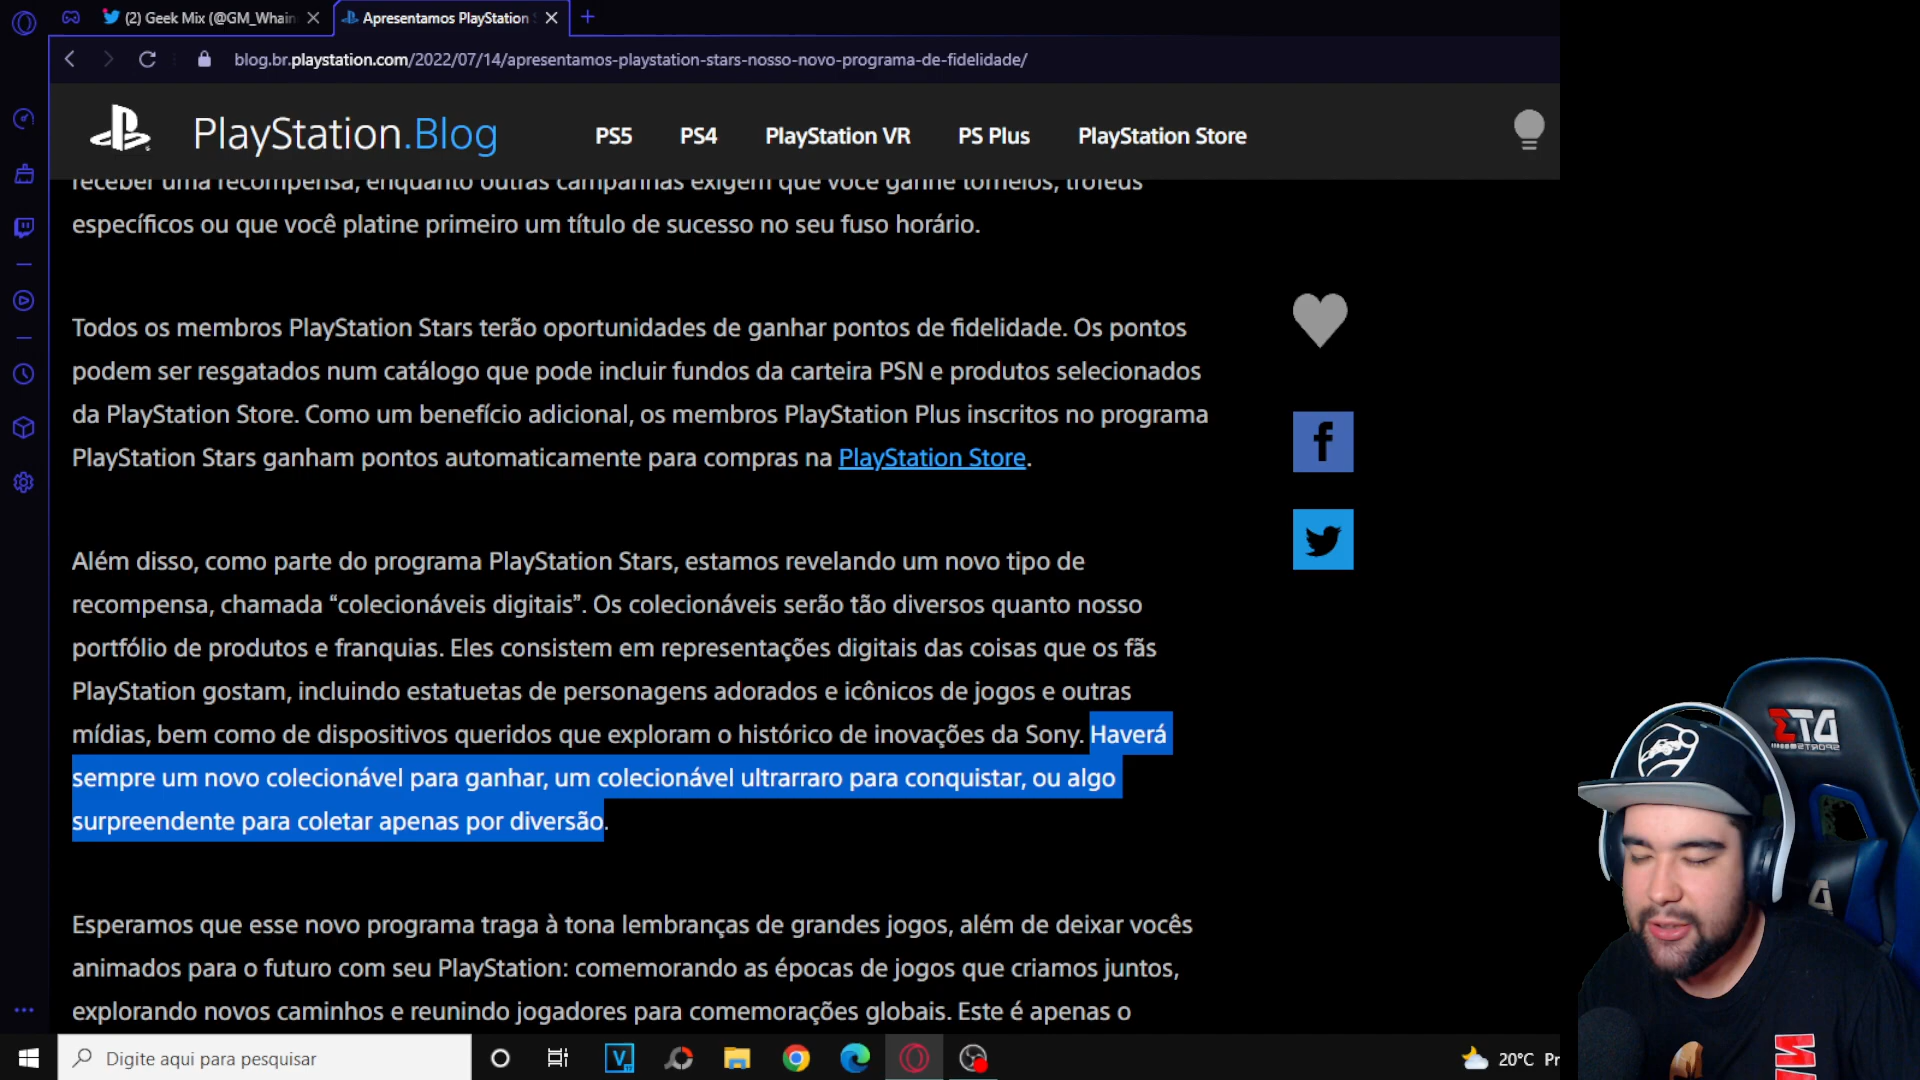 (2) Geek Mix (@GM_Whain
Apresentamos PlayStation S
blog.br.playstation.com/2022/07/14/apresentamos-playstation-stars-nosso-novo-programa-de-fidelidade/
PlayStation.Blog
PS5 PS4 PlayStation VR PS Plus PlayStation Store
receber uma recompensa, enquanto outras campanhas exigem que você ganhe torneios, troféus
específicos ou que você platine primeiro um título de sucesso no seu fuso horário.
Todos os membros PlayStation Stars terão oportunidades de ganhar pontos de fidelidade. Os pontos
podem ser resgatados num catálogo que pode incluir fundos da carteira PSN e produtos selecionados
da PlayStation Store. Como um benefício adicional, os membros PlayStation Plus inscritos no programa
PlayStation Stars ganham pontos automaticamente para compras na PlayStation Store.
Além disso, como parte do programa PlayStation Stars, estamos revelando um novo tipo de
recompensa, chamada “colecionáveis digitais”. Os colecionáveis serão tão diversos quanto nosso
portfólio de produtos e franquias. Eles consistem em representações digitais das coisas que os fãs
PlayStation gostam, incluindo estatuetas de personagens adorados e icônicos de jogos e outras
mídias, bem como de dispositivos queridos que exploram o histórico de inovações da Sony. Haverá
sempre um novo colecionável para ganhar, um colecionável ultrarraro para conquistar, ou algo
surpreendente para coletar apenas por diversão.
Esperamos que esse novo programa traga à tona lembranças de grandes jogos, além de deixar vocês
animados para o futuro com seu PlayStation: comemorando as épocas de jogos que criamos juntos,
explorando novos caminhos e reunindo jogadores para comemorações globais. Este é apenas o
Digite aqui para pesquisar
20°C Pr